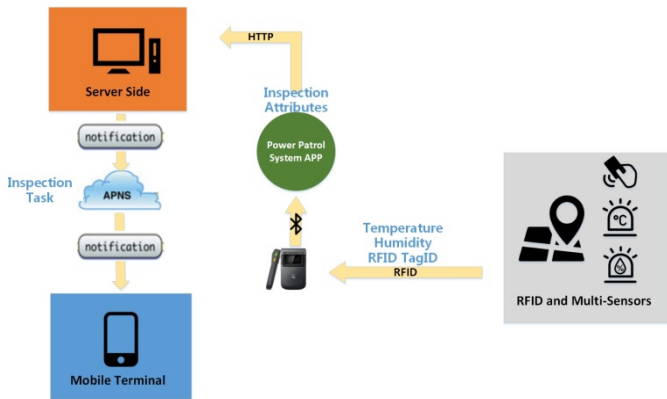 HTTP
Server Side
Inspection
Attributes
notification
Power Patrol
System APP
Inspection
Task
APNS
notification
Temperature
Humidity
RFID TagID
RFID
°C
%
RFID and Multi-Sensors
Mobile Terminal